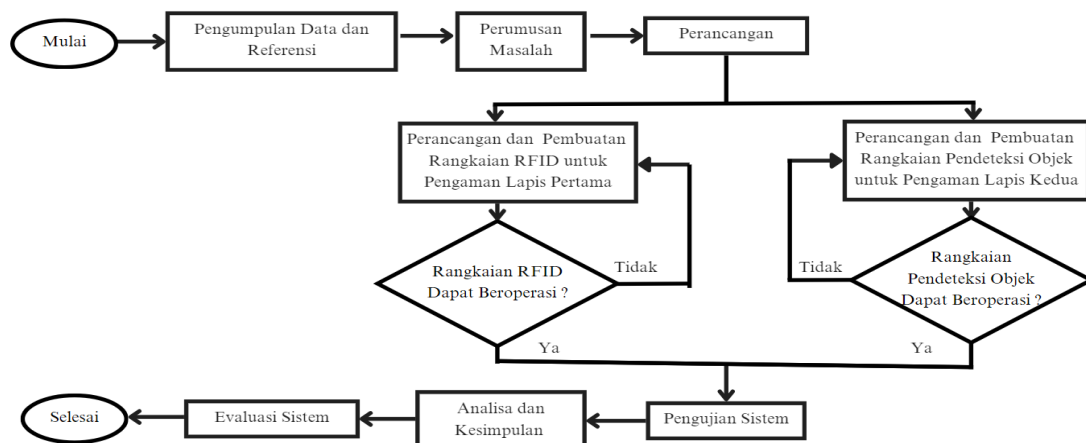 Mulai
Pengumpulan Data dan
Referensi
Perumusan
Masalah
Perancangan
Perancangan dan Pembuatan
Rangkaian RFID untuk
Pengaman Lapis Pertama
Perancangan dan Pembuatan
Rangkaian Pendeteksi Objek
untuk Pengaman Lapis Kedua
Rangkaian RFID
Dapat Beroperasi ?
Tidak
Tidak
Rangkaian
Pendeteksi Objek
Dapat Beroperasi ?
Ya
Ya
Selesai
Evaluasi Sistem
Analisa dan
Kesimpulan
Pengujian Sistem